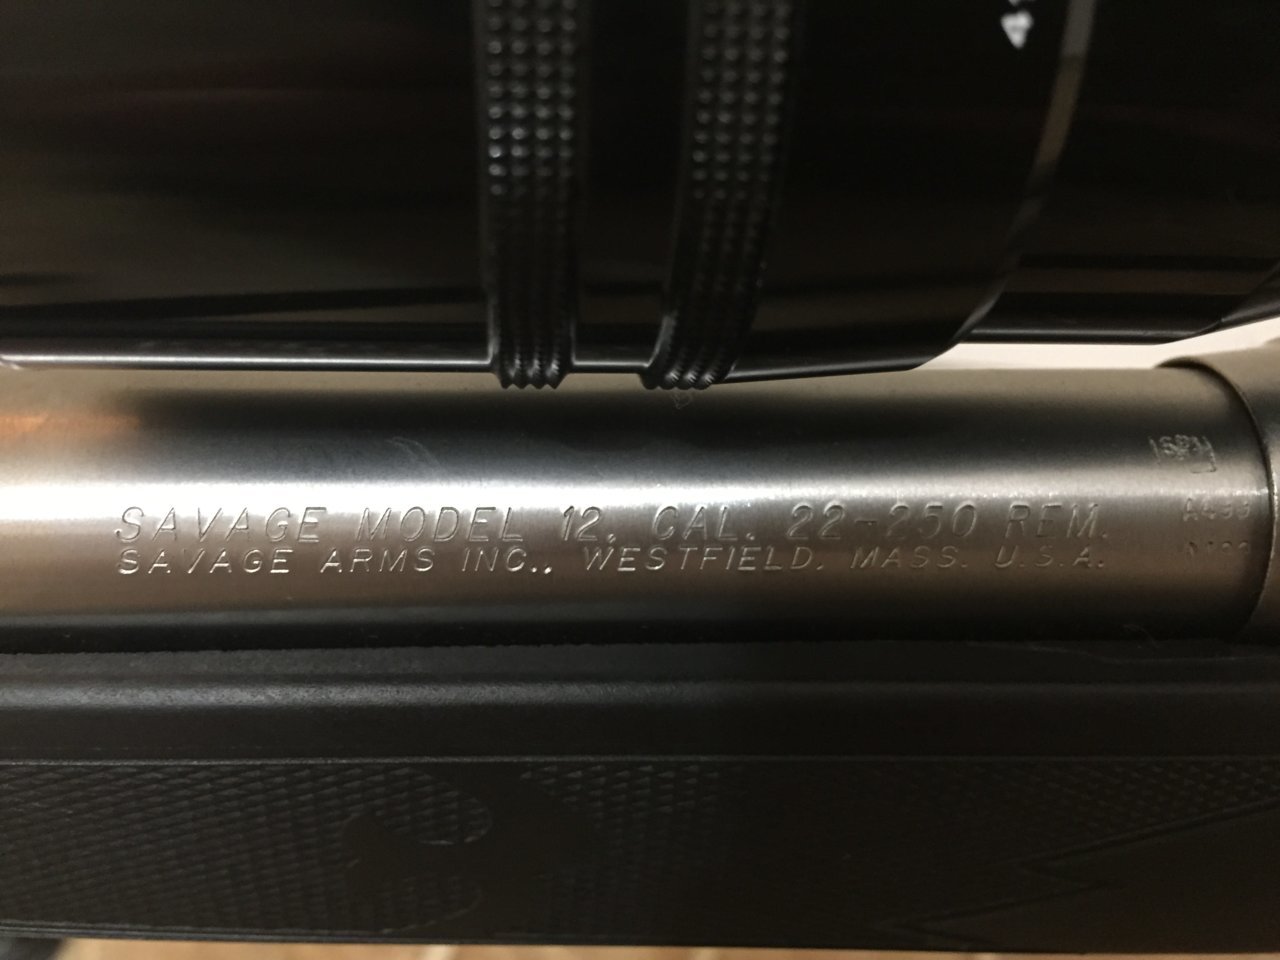 SAVAGE MODEL 12. CAL. 22-250 REM.
SAVAGE ARMS INC., WESTFIELD. MASS. U.S.A.